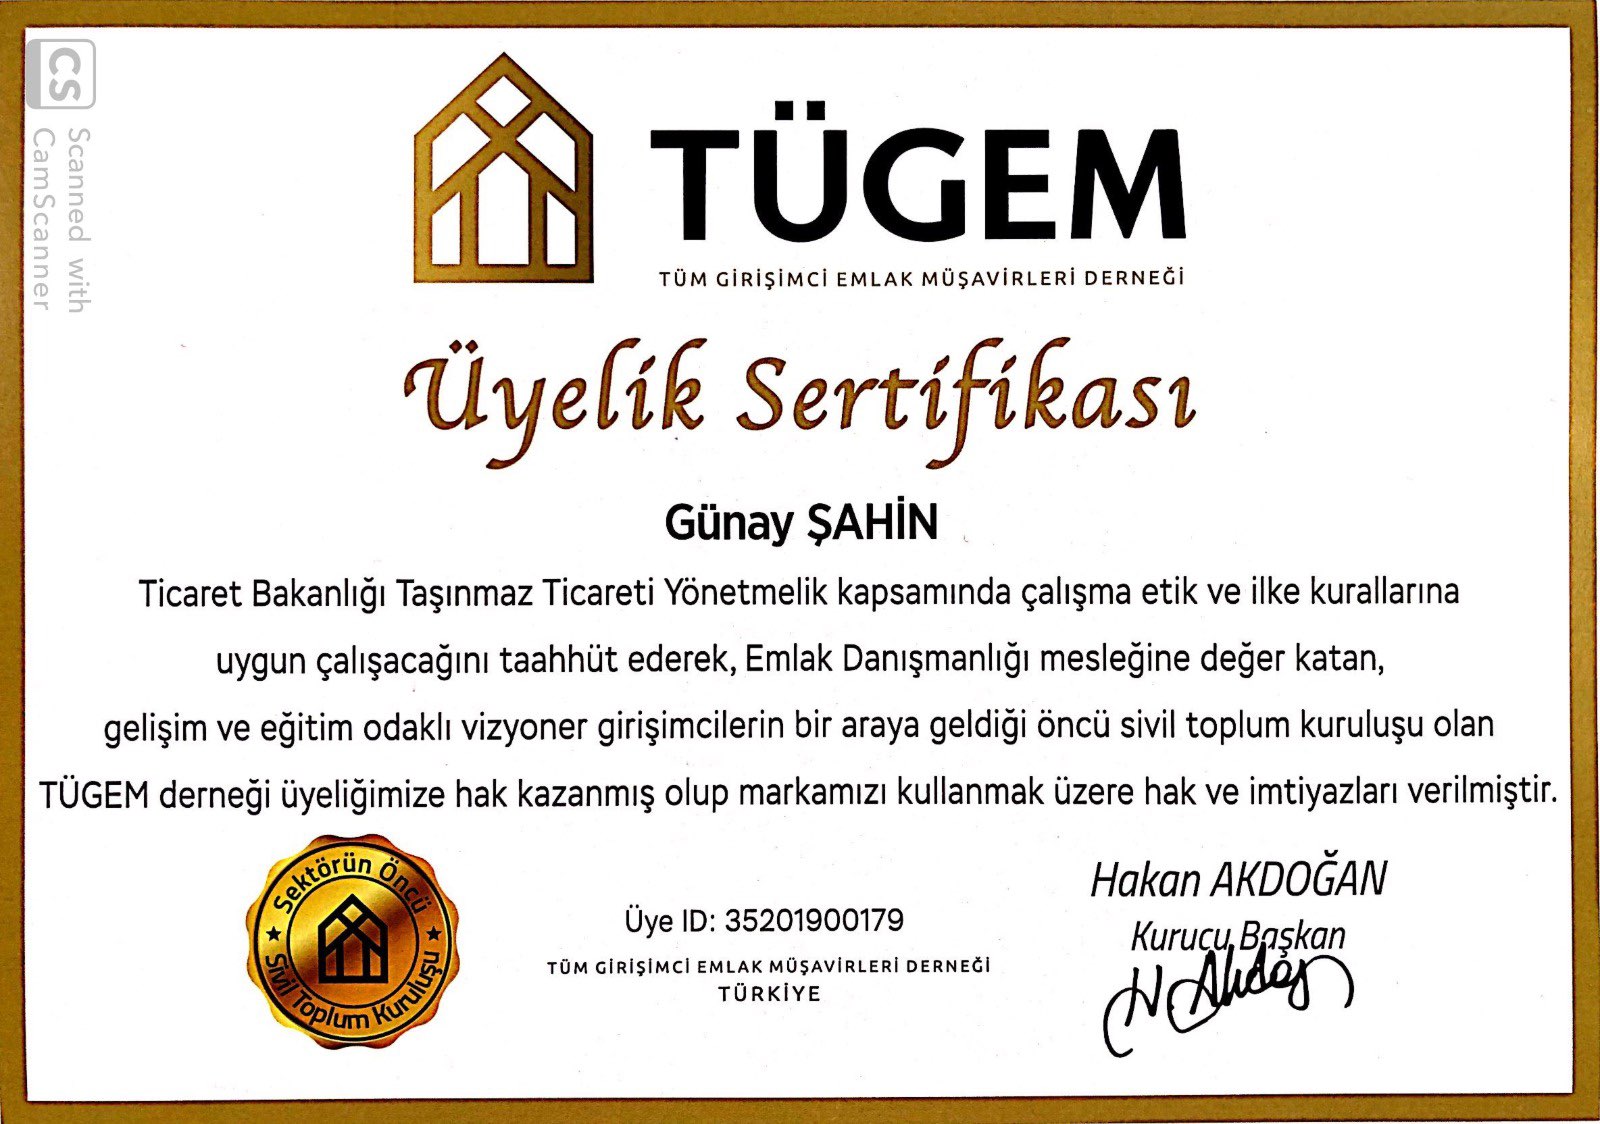 CS Scanned with
CamScanner
TÜGEM
TÜM GİRİŞİMCİ EMLAK MÜŞAVİRLERİ DERNEĞİ
Üyelik Sertifikası
Günay ŞAHİN
Ticaret Bakanlığı Taşınmaz Ticareti Yönetmelik kapsamında çalışma etik ve ilke kurallarına
uygun çalışacağını taahhüt ederek, Emlak Danışmanlığı mesleğine değer katan,
gelişim ve eğitim odaklı vizyoner girişimcilerin bir araya geldiği öncü sivil toplum kuruluşu olan
TÜGEM derneği üyeliğimize hak kazanmış olup markamızı kullanmak üzere hak ve imtiyazları verilmiştir.
Sektörün Öncü
Sivil Toplum Kuruluşu
Üye ID: 35201900179
TÜM GİRİŞİMCİ EMLAK MÜŞAVİRLERİ DERNEĞİ
TÜRKİYE
Hakan AKDOĞAN
Kurucu Başkan
H. Akdoğ